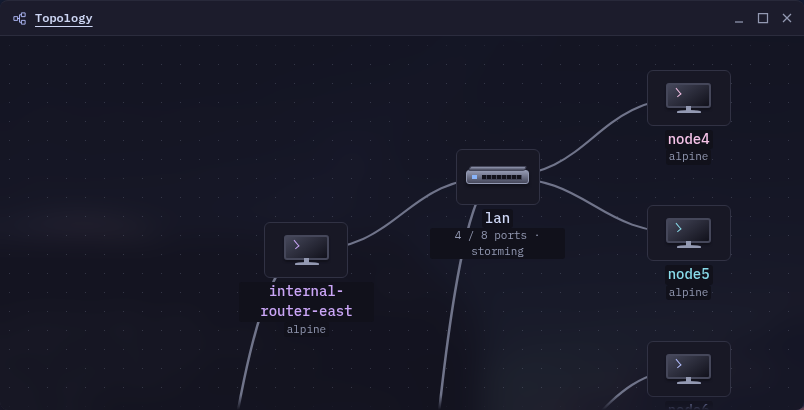 Topology
node4
alpine
lan
4 / 8 ports ·
storming
node5
alpine
internal-
router-east
alpine